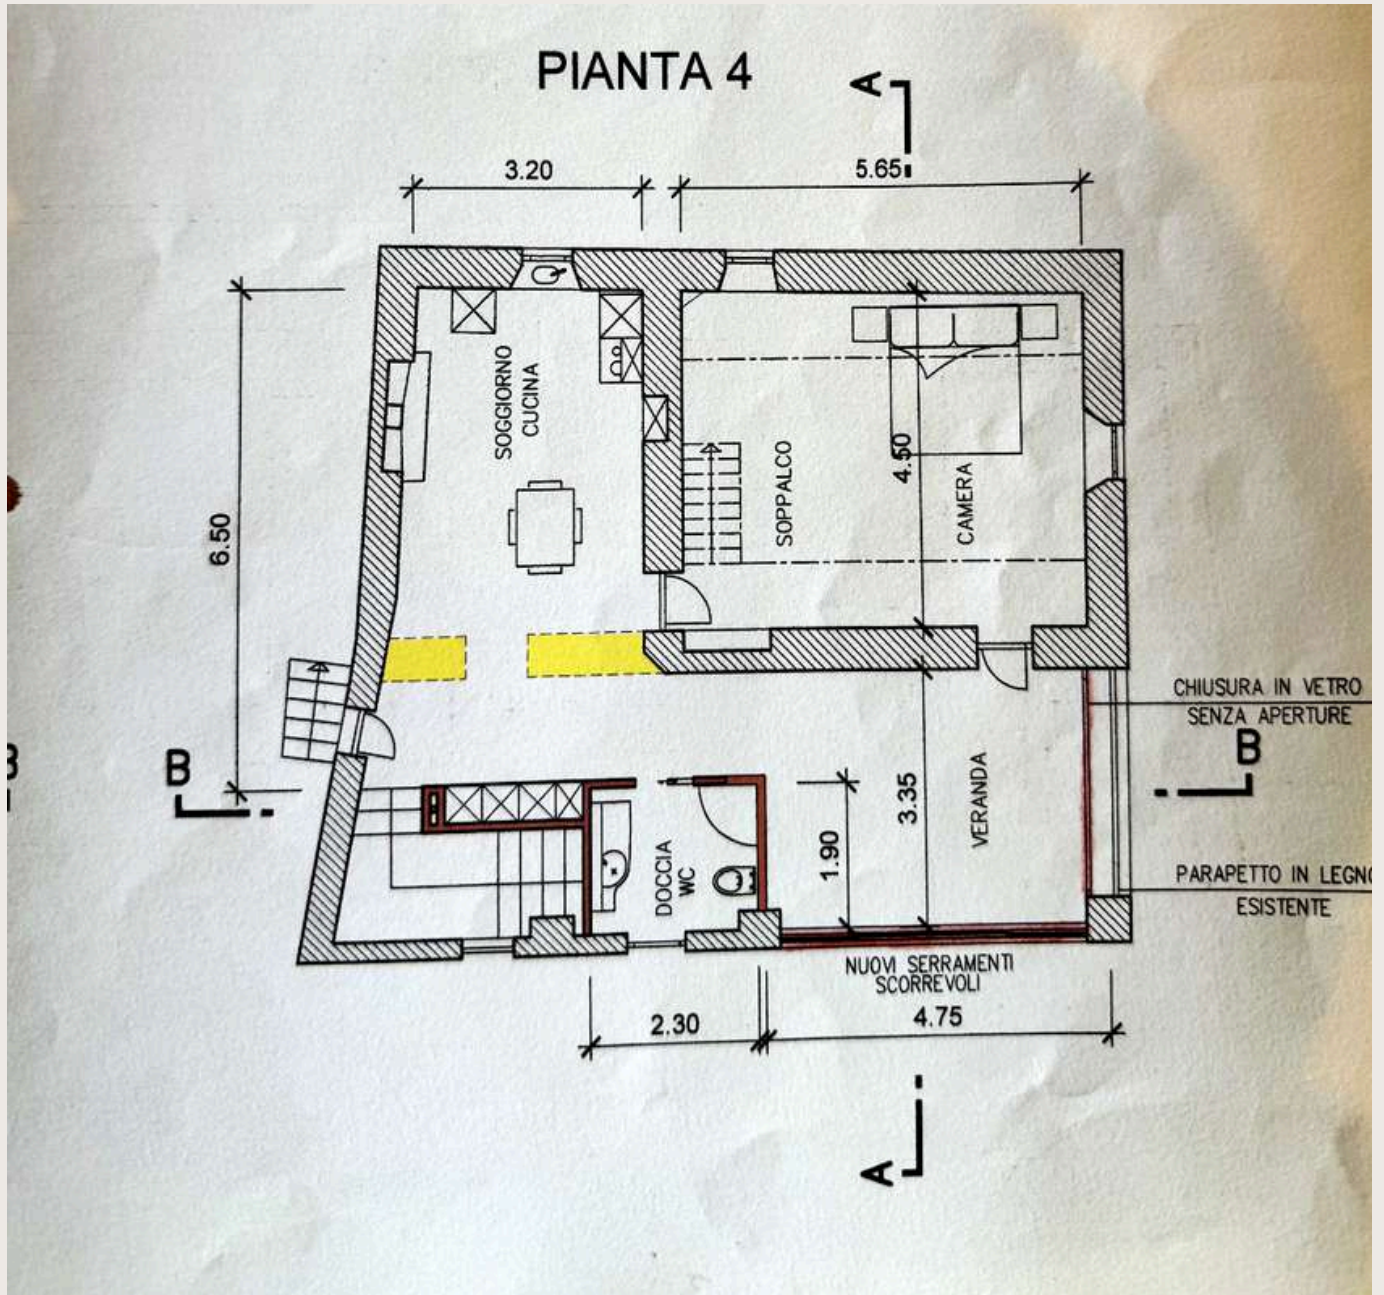 PIANTA 4
A
3.20
5.65
SOGGIORNO
CUCINA
SOPPALCO
4.50
CAMERA
6.50
CHIUSURA IN VETRO
SENZA APERTURE
B
B
B
VERANDA
3.35
1.90
DOCCIA
WC
PARAPETTO IN LEGNO
ESISTENTE
NUOVI SERRAMENTI
SCORREVOLI
2.30
4.75
A